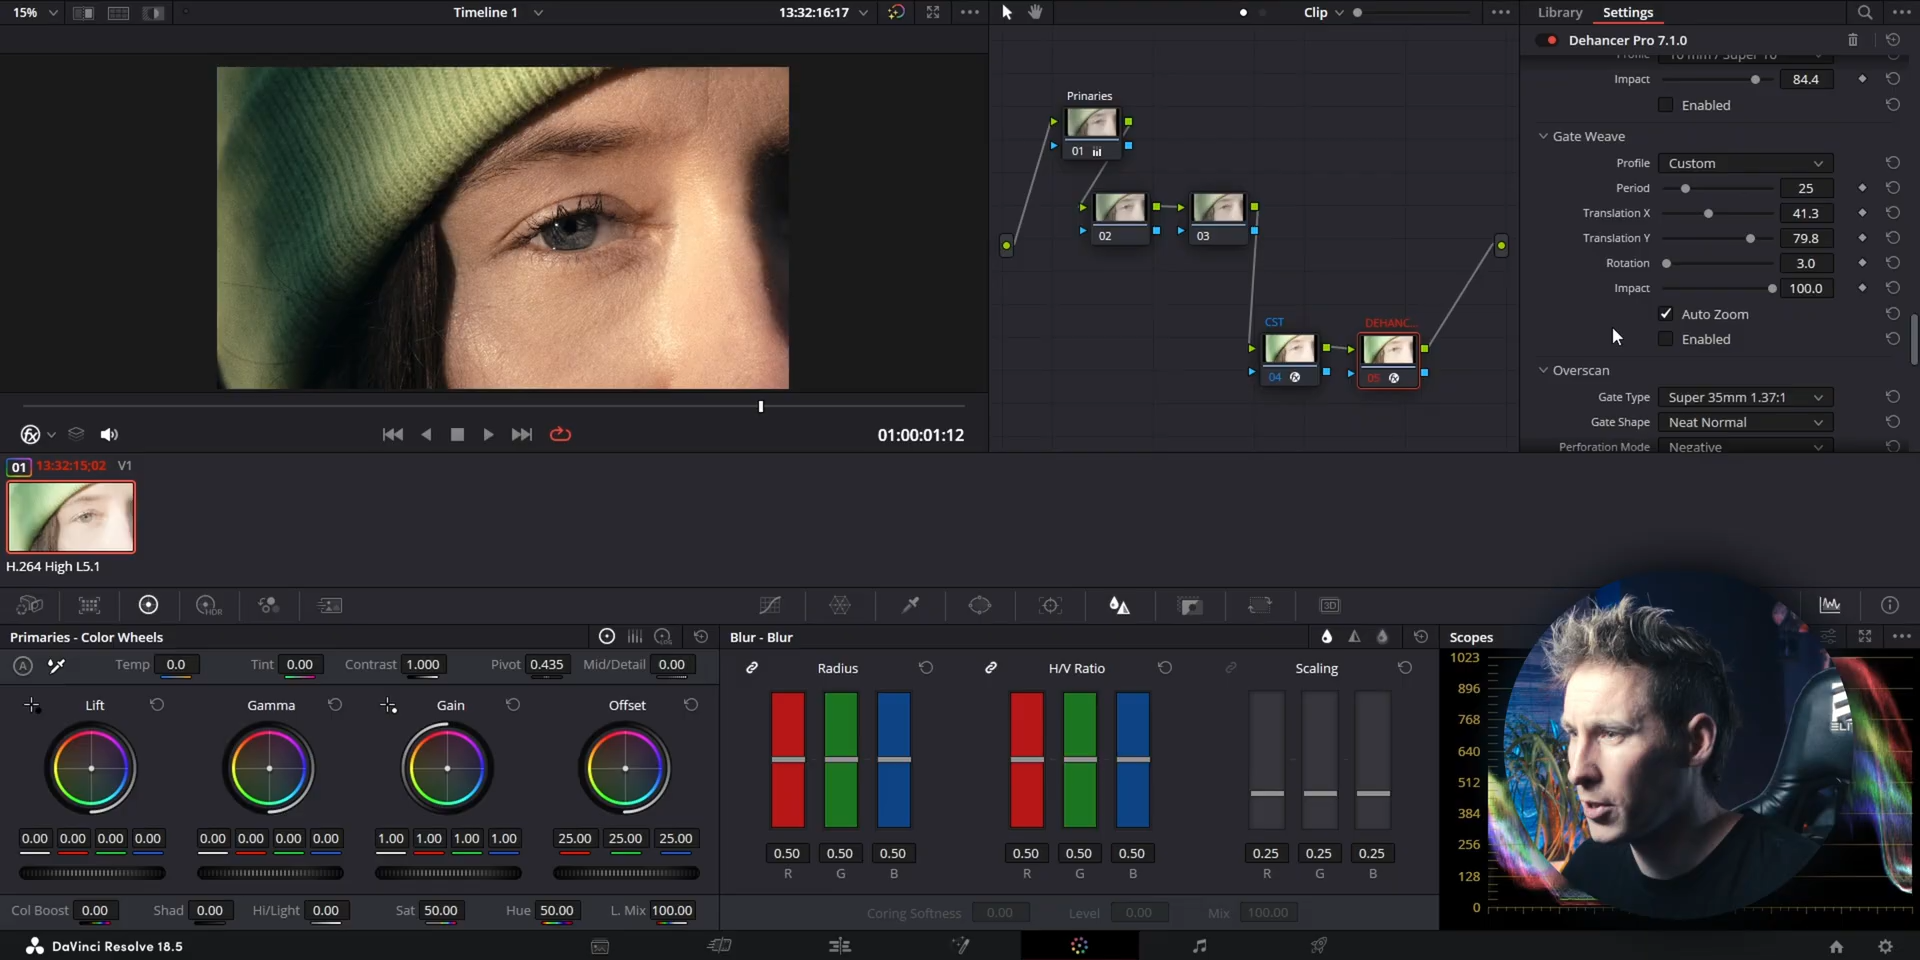 15%
Timeline 1
13:32:16:17
Clip
Library
Settings
Dehancer Pro 7.1.0
Impact 84.4
Enabled
Gate Weave
Profile Custom
Period 25
Translation X 41.3
Translation Y 79.8
Rotation 3.0
Impact 100.0
Auto Zoom
Enabled
Overscan
Gate Type Super 35mm 1.37:1
Gate Shape Neat Normal
Perforation Mode Negative
Prinaries
01
02
03
CST
04
DEHANC...
05
01:00:01:12
01 13:32:15;02 V1
H.264 High L5.1
HDR
3D
Primaries - Color Wheels
A
Temp 0.0
Tint 0.00
Contrast 1.000
Pivot 0.435
Mid/Detail 0.00
Lift
Gamma
Gain
Offset
0.00 0.00 0.00 0.00
0.00 0.00 0.00 0.00
1.00 1.00 1.00 1.00
25.00 25.00 25.00
Col Boost 0.00
Shad 0.00
Hi/Light 0.00
Sat 50.00
Hue 50.00
L. Mix 100.00
Blur - Blur
Radius
H/V Ratio
Scaling
0.50 0.50 0.50
R G B
0.50 0.50 0.50
R G B
0.25 0.25 0.25
R G B
Coring Softness 0.00
Level 0.00
Mix 100.00
Scopes
1023
896
768
640
512
384
256
128
0
DaVinci Resolve 18.5